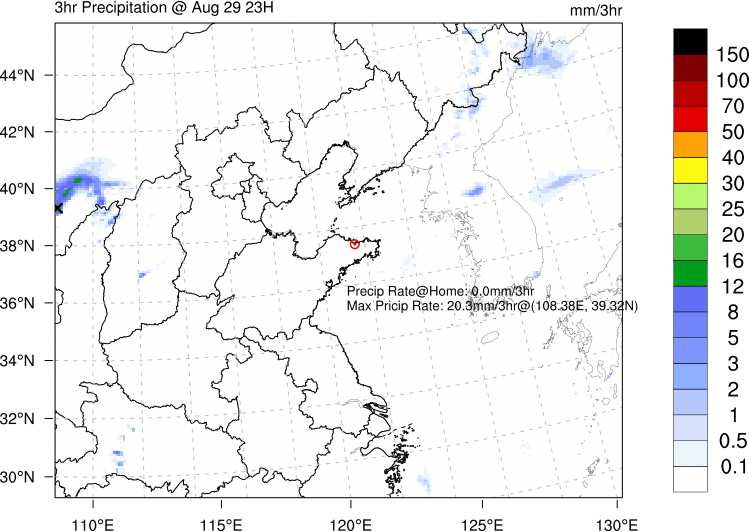 3hr Precipitation @ Aug 29 23H
mm/3hr
44°N
42°N
40°N
38°N
36°N
34°N
32°N
30°N
110°E
115°E
120°E
125°E
130°E
Precip Rate@Home: 0.0mm/3hr
Max Pricip Rate: 20.3mm/3hr@(108.38E, 39.32N)
150
100
70
50
40
30
25
20
16
12
8
5
3
2
1
0.5
0.1